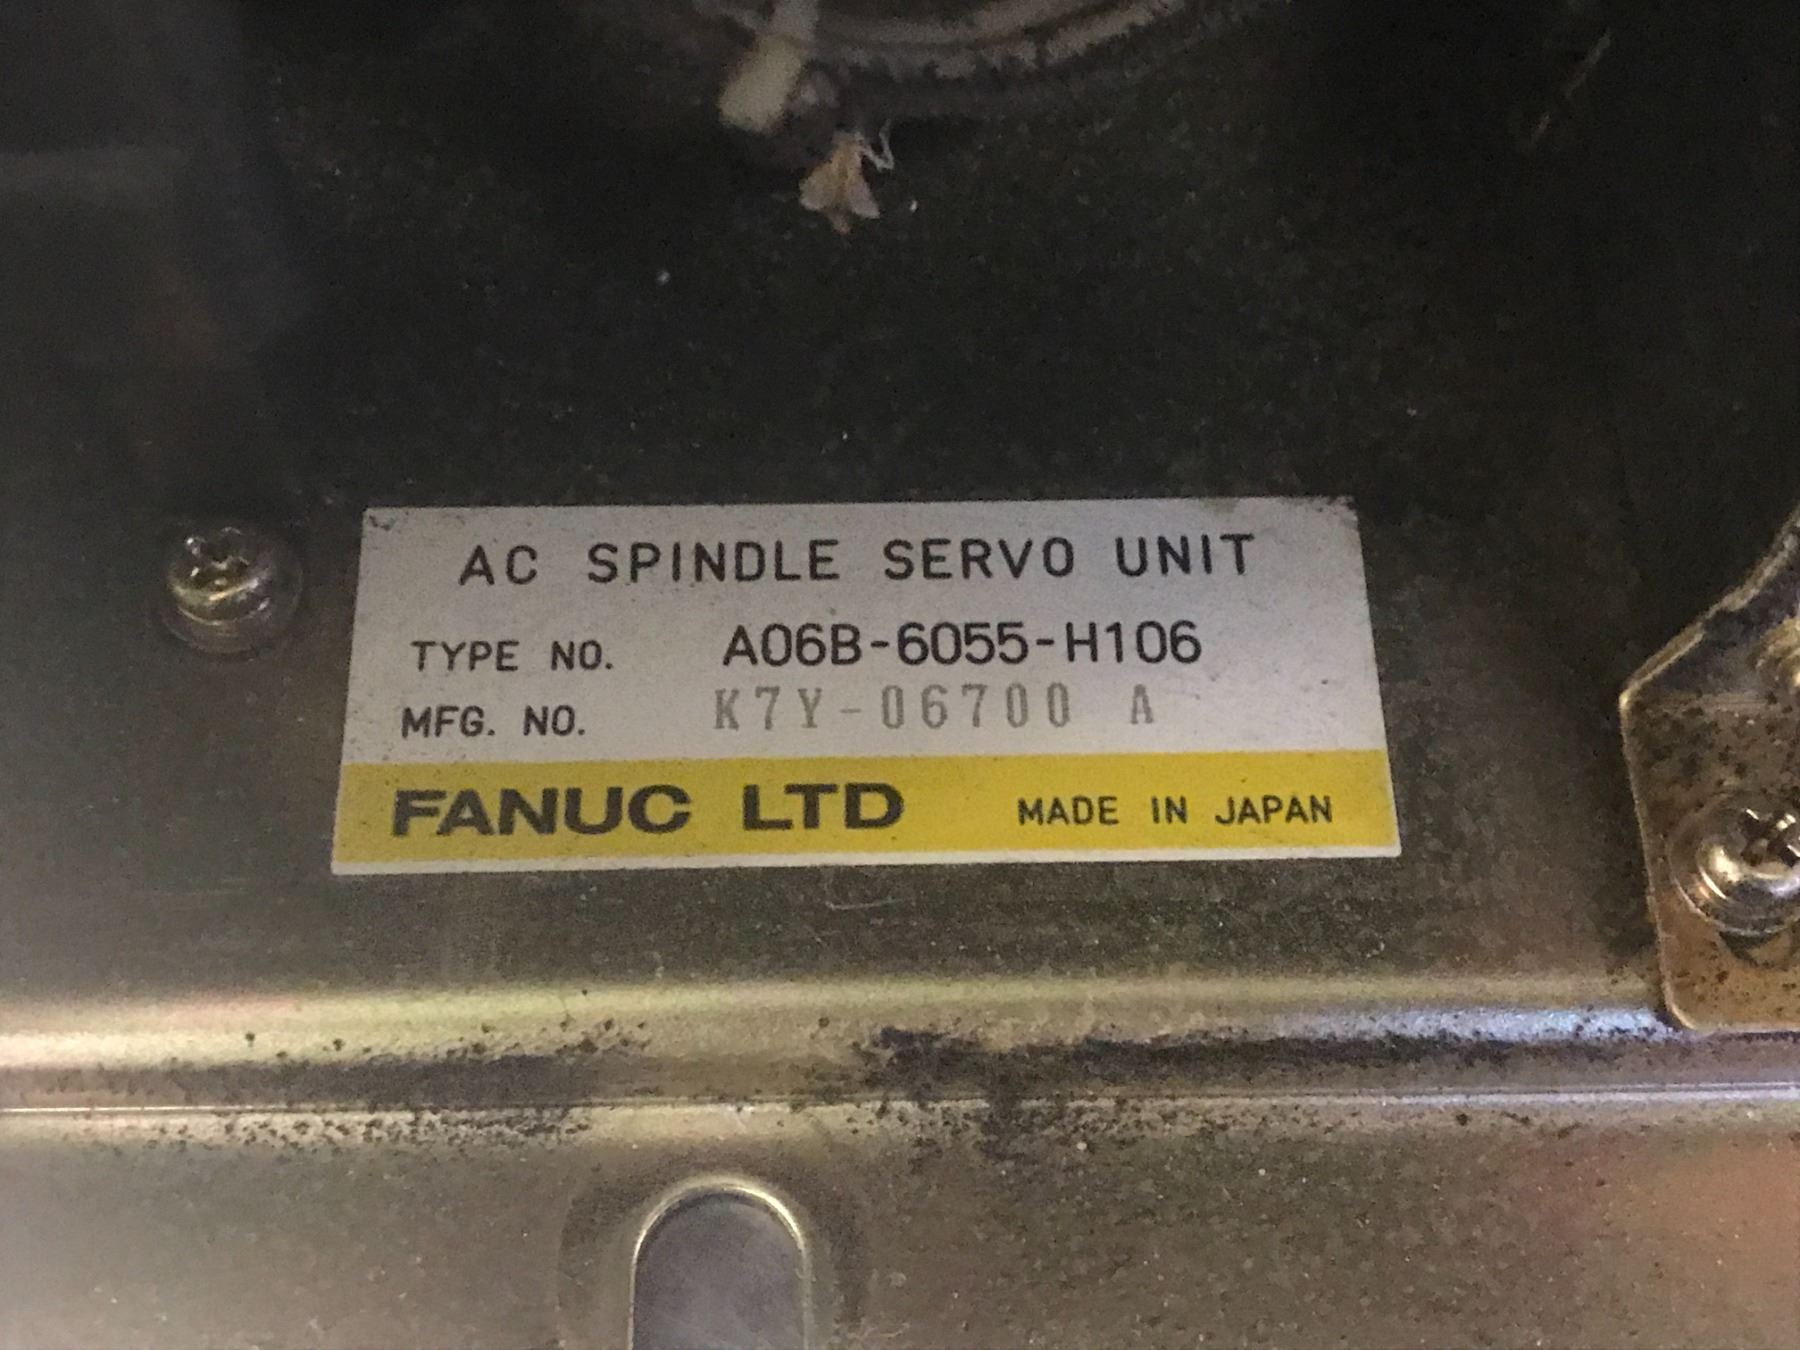 AC SPINDLE SERVO UNIT
TYPE NO. A06B-6055-H106
MFG. NO. K7Y-06700 A
FANUC LTD MADE IN JAPAN